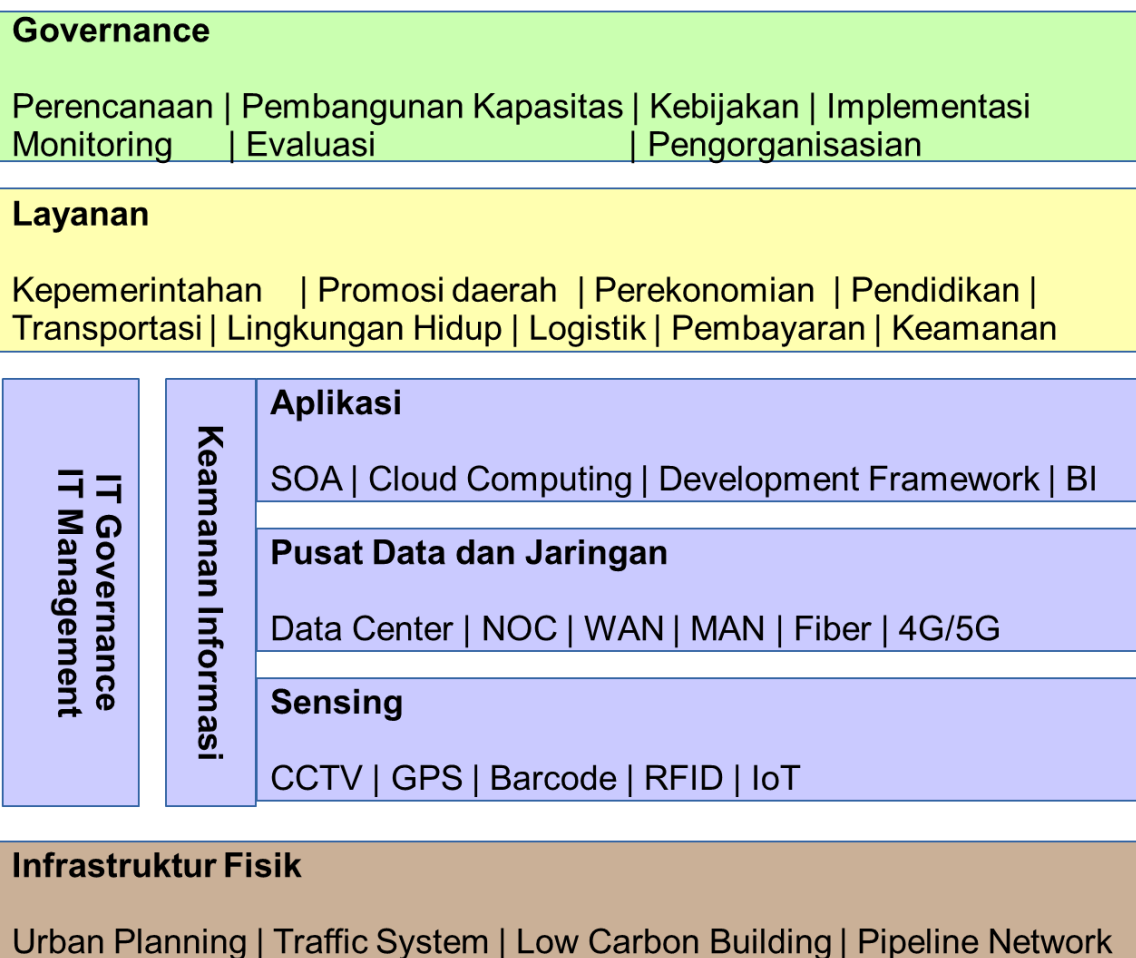 Governance
Perencanaan | Pembangunan Kapasitas | Kebijakan | Implementasi
Monitoring | Evaluasi | Pengorganisasian
Layanan
Kepemerintahan | Promosi daerah | Perekonomian | Pendidikan |
Transportasi | Lingkungan Hidup | Logistik | Pembayaran | Keamanan
IT Governance
IT Management
Keamanan Informasi
Aplikasi
SOA | Cloud Computing | Development Framework | BI
Pusat Data dan Jaringan
Data Center | NOC | WAN | MAN | Fiber | 4G/5G
Sensing
CCTV | GPS | Barcode | RFID | IoT
Infrastruktur Fisik
Urban Planning | Traffic System | Low Carbon Building | Pipeline Network